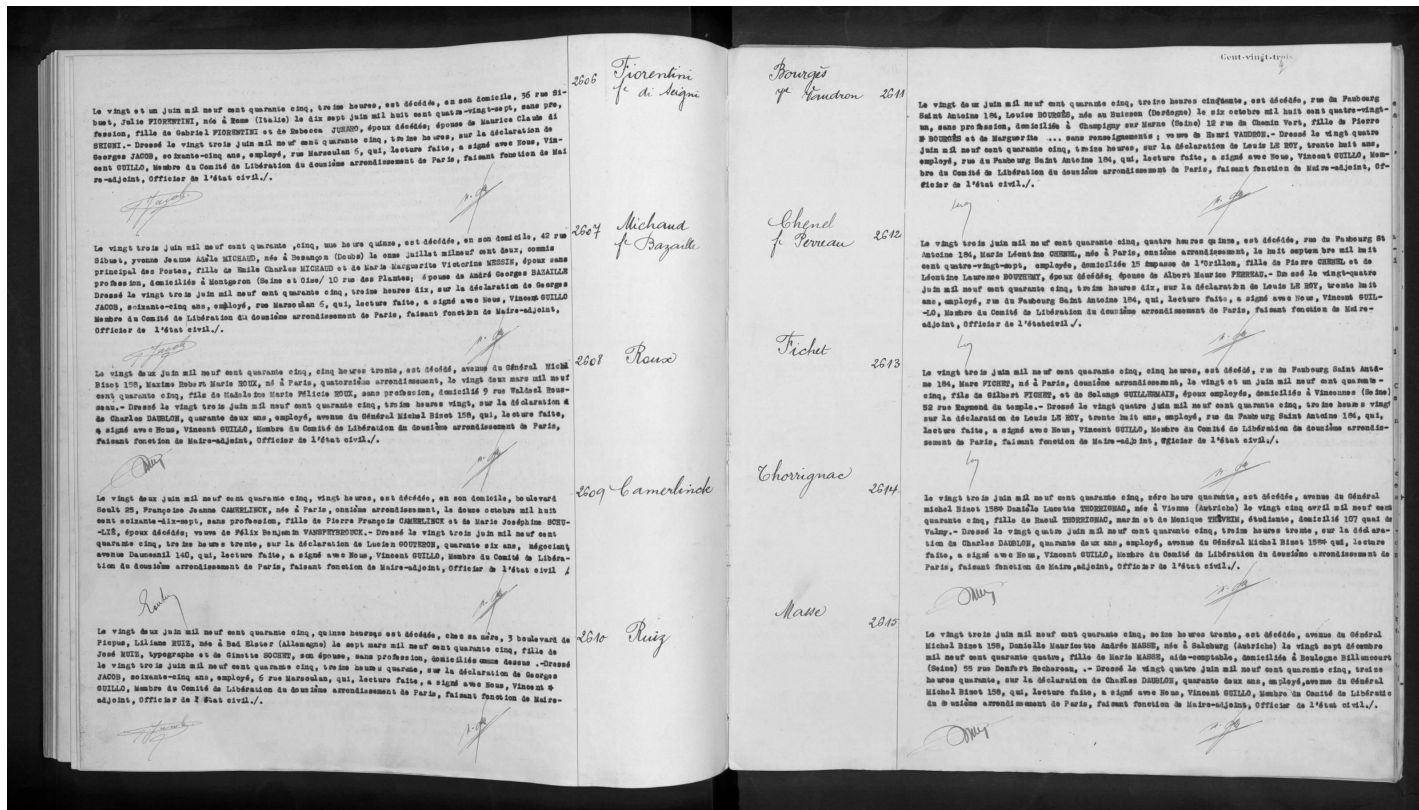 2606 Fiorentini
fe di Seigni
Le vingt et un juin mil neuf cent quarante cinq, treize heures, est décédée, en son domicile, 36 rue Si-
buet, Julie FIORENTINI, née à Rome (Italie) le dix sept juin mil huit cent quatre-vingt-sept, sans pro-
fession, fille de Gabriel FIORENTINI et de Rebecca JUNARO, époux décédés; épouse de Maurice Claude di
SEIGNI.- Dressé le vingt trois juin mil neuf cent quarante cinq, treize heures, sur la déclaration de
Georges JACOB, soixante-cinq ans, employé, rue Marsoulan 6, qui, lecture faite, a signé avec Nous, Vin-
cent GUILLO, Membre du Comité de Libération du douzième arrondissement de Paris, faisant fonction de Mai
re-adjoint, Officier de l'état civil./.
2607 Michaud
fe Bazaille
Le vingt trois juin mil neuf cent quarante ,cinq, une heure quinze, est décédée, en son domicile, 42 rue
Sibuet, yvonne Jeanne Adèle MICHAUD, née à Besançon (Doubs) le onze juillet milneuf cent deux, commis
principal des Postes, fille de Emile Charles MICHAUD et de Marie Marguerite Victorine MESSIN, époux sans
profession, domiciliés à Montgeron (Seine et Oise/ 10 rue des Plantes; épouse de André Georges BAZAILLE
Dressé le vingt trois juin mil neuf cent quarante cinq, treize heures dix, sur la déclaration de Georges
JACOB, soixante-cinq ans, employé, rue Marsoulan 6, qui, lecture faite, a signé avec Nous, Vincent GUILLO
Membre du Comité de Libération du douzième arrondissement de Paris, faisant fonction de Maire-adjoint,
Officier de l'état civil./.
2608 Roux
Le vingt deux juin mil neuf cent quarante cinq, cinq heures trente, est décédé, avenue du Général Michel
Bizot 158, Maxime Robert Marie ROUX, né à Paris, quatorzième arrondissement, le vingt deux mars mil neuf
cent quarante cinq, fils de Madeleine Marie Félicie ROUX, sans profession, domicilié 9 rue Waldeck Rous-
seau.- Dressé le vingt trois juin mil neuf cent quarante cinq, treize heures vingt, sur la déclaration
de Charles DAUBLON, quarante deux ans, employé, avenue du Général Michel Bizot 158, qui, lecture faite,
a signé avec Nous, Vincent GUILLO, Membre du Comité de Libération du douzième arrondissement de Paris,
faisant fonction de Maire-adjoint, Officier de l'état civil./.
2609 Camerlinck
Le vingt deux juin mil neuf cent quarante cinq, vingt heures, est décédée, en son domicile, boulevard
Soult 25, Françoise Jeanne CAMERLINCK, née à Paris, onzième arrondissement, le douze octobre mil huit
cent soixante-dix-sept, sans profession, fille de Pierre François CAMERLINCK et de Marie Joséphine SCHU-
-LIÉ, époux décédés; veuve de Félix Benjamin VANSPEYBROUCK.- Dressé le vingt trois juin mil neuf cent
quarante cinq, treize heures trente, sur la déclaration de Lucien GOUTERON, quarante six ans, négociant
avenue Daumesnil 140, qui, lecture faite, a signé avec Nous, Vincent GUILLO, Membre du Comité de Libéra-
tion du douzième arrondissement de Paris, faisant fonction de Maire-adjoint, Officier de l'état civil /
2610 Ruiz
Le vingt deux juin mil neuf cent quarante cinq, quinze heures est décédée, chez sa mère, 3 boulevard de
Picpus, Liliane RUIZ, née à Bad Elster (Allemagne) le sept mars mil neuf cent quarante cinq, fille de
José RUIZ, typographe et de Ginette SOCHET, son épouse, sans profession, domiciliés comme dessus .-Dressé
le vingt trois juin mil neuf cent quarante cinq, treize heures quarante, sur la déclaration de Georges
JACOB, soixante-cinq ans, employé, 6 rue Marsoulan, qui, lecture faite, a signé avec Nous, Vincent
GUILLO, Membre du Comité de Libération du douzième arrondissement de Paris, faisant fonction de Maire-
adjoint, Officier de l'état civil./.
Cent-vingt-trois
Bourgès
ve Vaudron 2611
Le vingt deux juin mil neuf cent quarante cinq, treize heures cinquante, est décédée, rue du Faubourg
Saint Antoine 184, Louise BOURGÈS, née au Buisson (Dordogne) le six octobre mil huit cent quatre-vingt-
un, sans profession, domiciliée à Champigny sur Marne (Seine) 12 rue du Chemin Vert, fille de Pierre
BOURGÈS et de Marguerite ... sans renseignements ; veuve de Henri VAUDRON.- Dressé le vingt quatre
juin mil neuf cent quarante cinq, treize heures, sur la déclaration de Louis LE ROY, trente huit ans,
employé, rue du Faubourg Saint Antoine 184, qui, lecture faite, a signé avec Nous, Vincent GUILLO, Mem-
bre du Comité de Libération du douzième arrondissement de Paris, faisant fonction de Maire-adjoint, Of-
ficier de l'état civil./.
Chenel
fe Perreau 2612
Le vingt trois juin mil neuf cent quarante cinq, quatre heures quinze, est décédée, rue du Faubourg St
Antoine 184, Marie Léontine CHENEL, née à Paris, onzième arrondissement, le huit septembre mil huit
cent quatre-vingt-sept, employée, domiciliée 15 impasse de l'Orillon, fille de Pierre CHENEL et de
Léontine Laurence BOUTHEMY, époux décédés; épouse de Albert Maurice PERREAU.- Dressé le vingt-quatre
juin mil neuf cent quarante cinq, treize heures dix, sur la déclaration de Louis LE ROY, trente huit
ans, employé, rue du Faubourg Saint Antoine 184, qui, lecture faite, a signé avec Nous, Vincent GUIL-
-LO, Membre du Comité de Libération du douzième arrondissement de Paris, faisant fonction de Maire-
adjoint, Officier de l'étatcivil./.
Fichet
2613
Le vingt trois juin mil neuf cent quarante cinq, cinq heures, est décédé, rue du Faubourg Saint Antoi-
ne 184, Marc FICHET, né à Paris, douzième arrondissement, le vingt et un juin mil neuf cent quarante-
cinq, fils de Gilbert FICHET, et de Solange GUILLERMAIN, époux employés, domiciliés à Vincennes (Seine)
52 rue Raymond du temple.- Dressé le vingt quatre juin mil neuf cent quarante cinq, treize heures vingt
sur la déclaration de Louis LE ROY, trente huit ans, employé, rue du Faubourg Saint Antoine 184, qui,
lecture faite, a signé avec Nous, Vincent GUILLO, Membre du Comité de Libération du douzième arrondis-
sement de Paris, faisant fonction de Maire-adjoint, Officier de l'état civil./.
Thorrignac
2614
le vingt trois juin mil neuf cent quarante cinq, zéro heure quarante, est décédée, avenue du Général
michel Bizot 158 Danièle Lucette THORRIGNAC, née à Vienne (Autriche) le vingt cinq avril mil neuf cent
quarante cinq, fille de Raoul THORRIGNAC, marin et de Monique THÉVEIM, étudiante, domicilié 107 quai de
Valmy.- Dressé le vingt quatre juin mil neuf cent quarante cinq, treize heures trente, sur la déclara-
tion de Charles DAUBLON, quarante deux ans, employé, avenue du Général Michel Bizot 158 qui, lecture
faite, a signé avec Nous, Vincent GUILLO, Membre du Comité de Libération du douzième arrondissement de
Paris, faisant fonction de Maire,adjoint, Officier de l'état civil./.
Masse
2615
Le vingt trois juin mil neuf cent quarante cinq, seize heures trente, est décédée, avenue du Général
Michel Bizot 158, Danielle Mauricette Andrée MASSE, née à Salzburg (Autriche) le vingt sept décembre
mil neuf cent quarante quatre, fille de Marie MASSE, aide-comptable, domiciliée à Boulogne Billancourt
(Seine) 55 rue Denfert Rochereau, .- Dressé le vingt quatre juin mil neuf cent quarante cinq, treize
heures quarante, sur la déclaration de Charles DAUBLON, quarante deux ans, employé,avenue du Général
Michel Bizot 158, qui, lecture faite, a signé avec Nous, Vincent GUILLO, Membre du Comité de Libératio
du douzième arrondissement de Paris, faisant fonction de Maire-adjoint, Officier de l'état civil./.